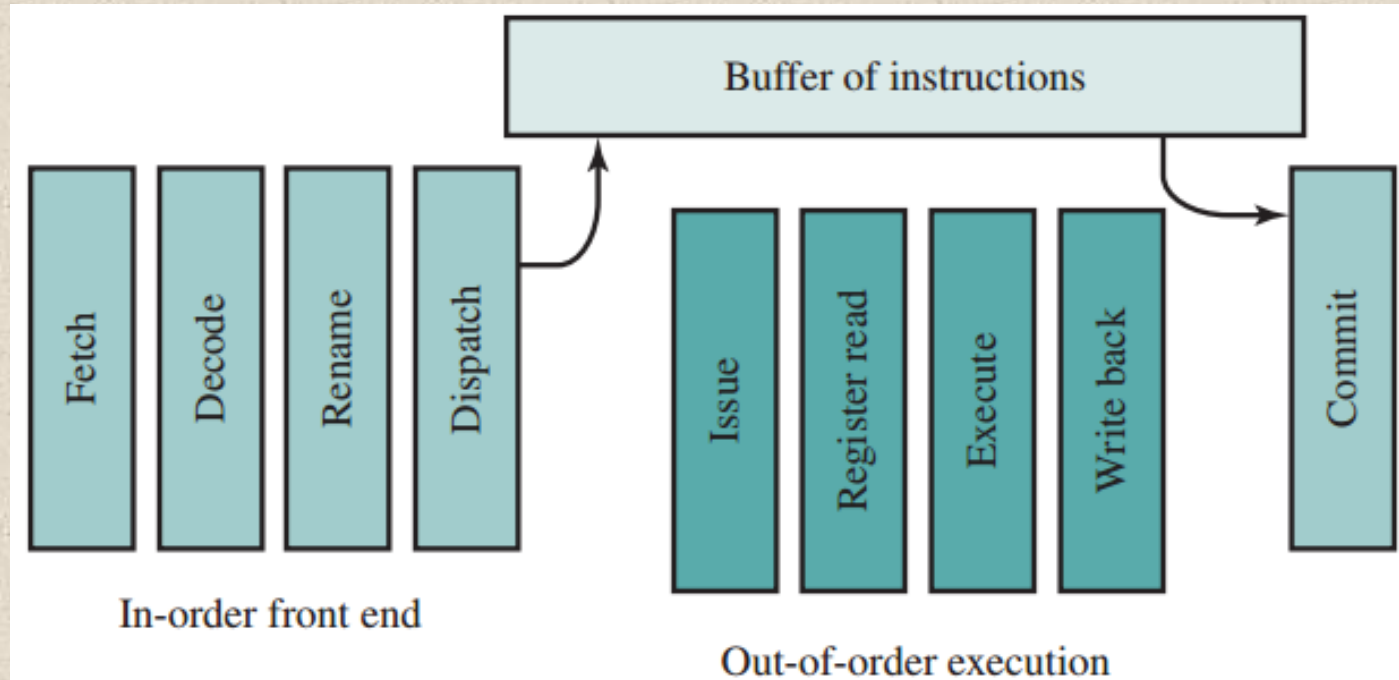 Buffer of instructions
Fetch
Decode
Rename
Dispatch
Issue
Register read
Execute
Write back
Commit
In-order front end
Out-of-order execution